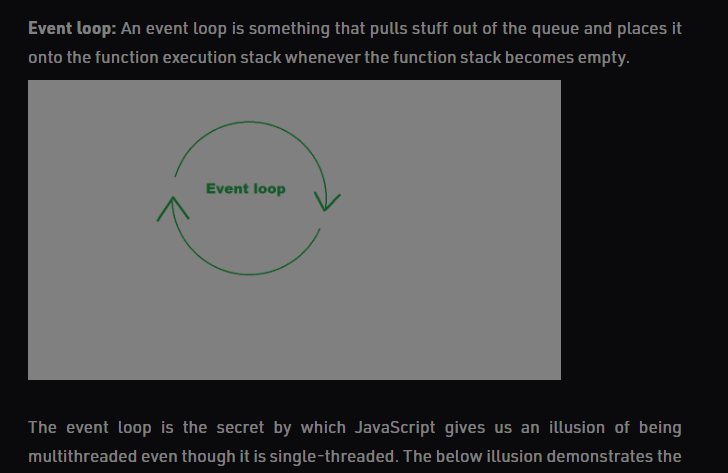 Event loop: An event loop is something that pulls stuff out of the queue and places it
onto the function execution stack whenever the function stack becomes empty.
Event loop
The event loop is the secret by which JavaScript gives us an illusion of being
multithreaded even though it is single-threaded. The below illusion demonstrates the